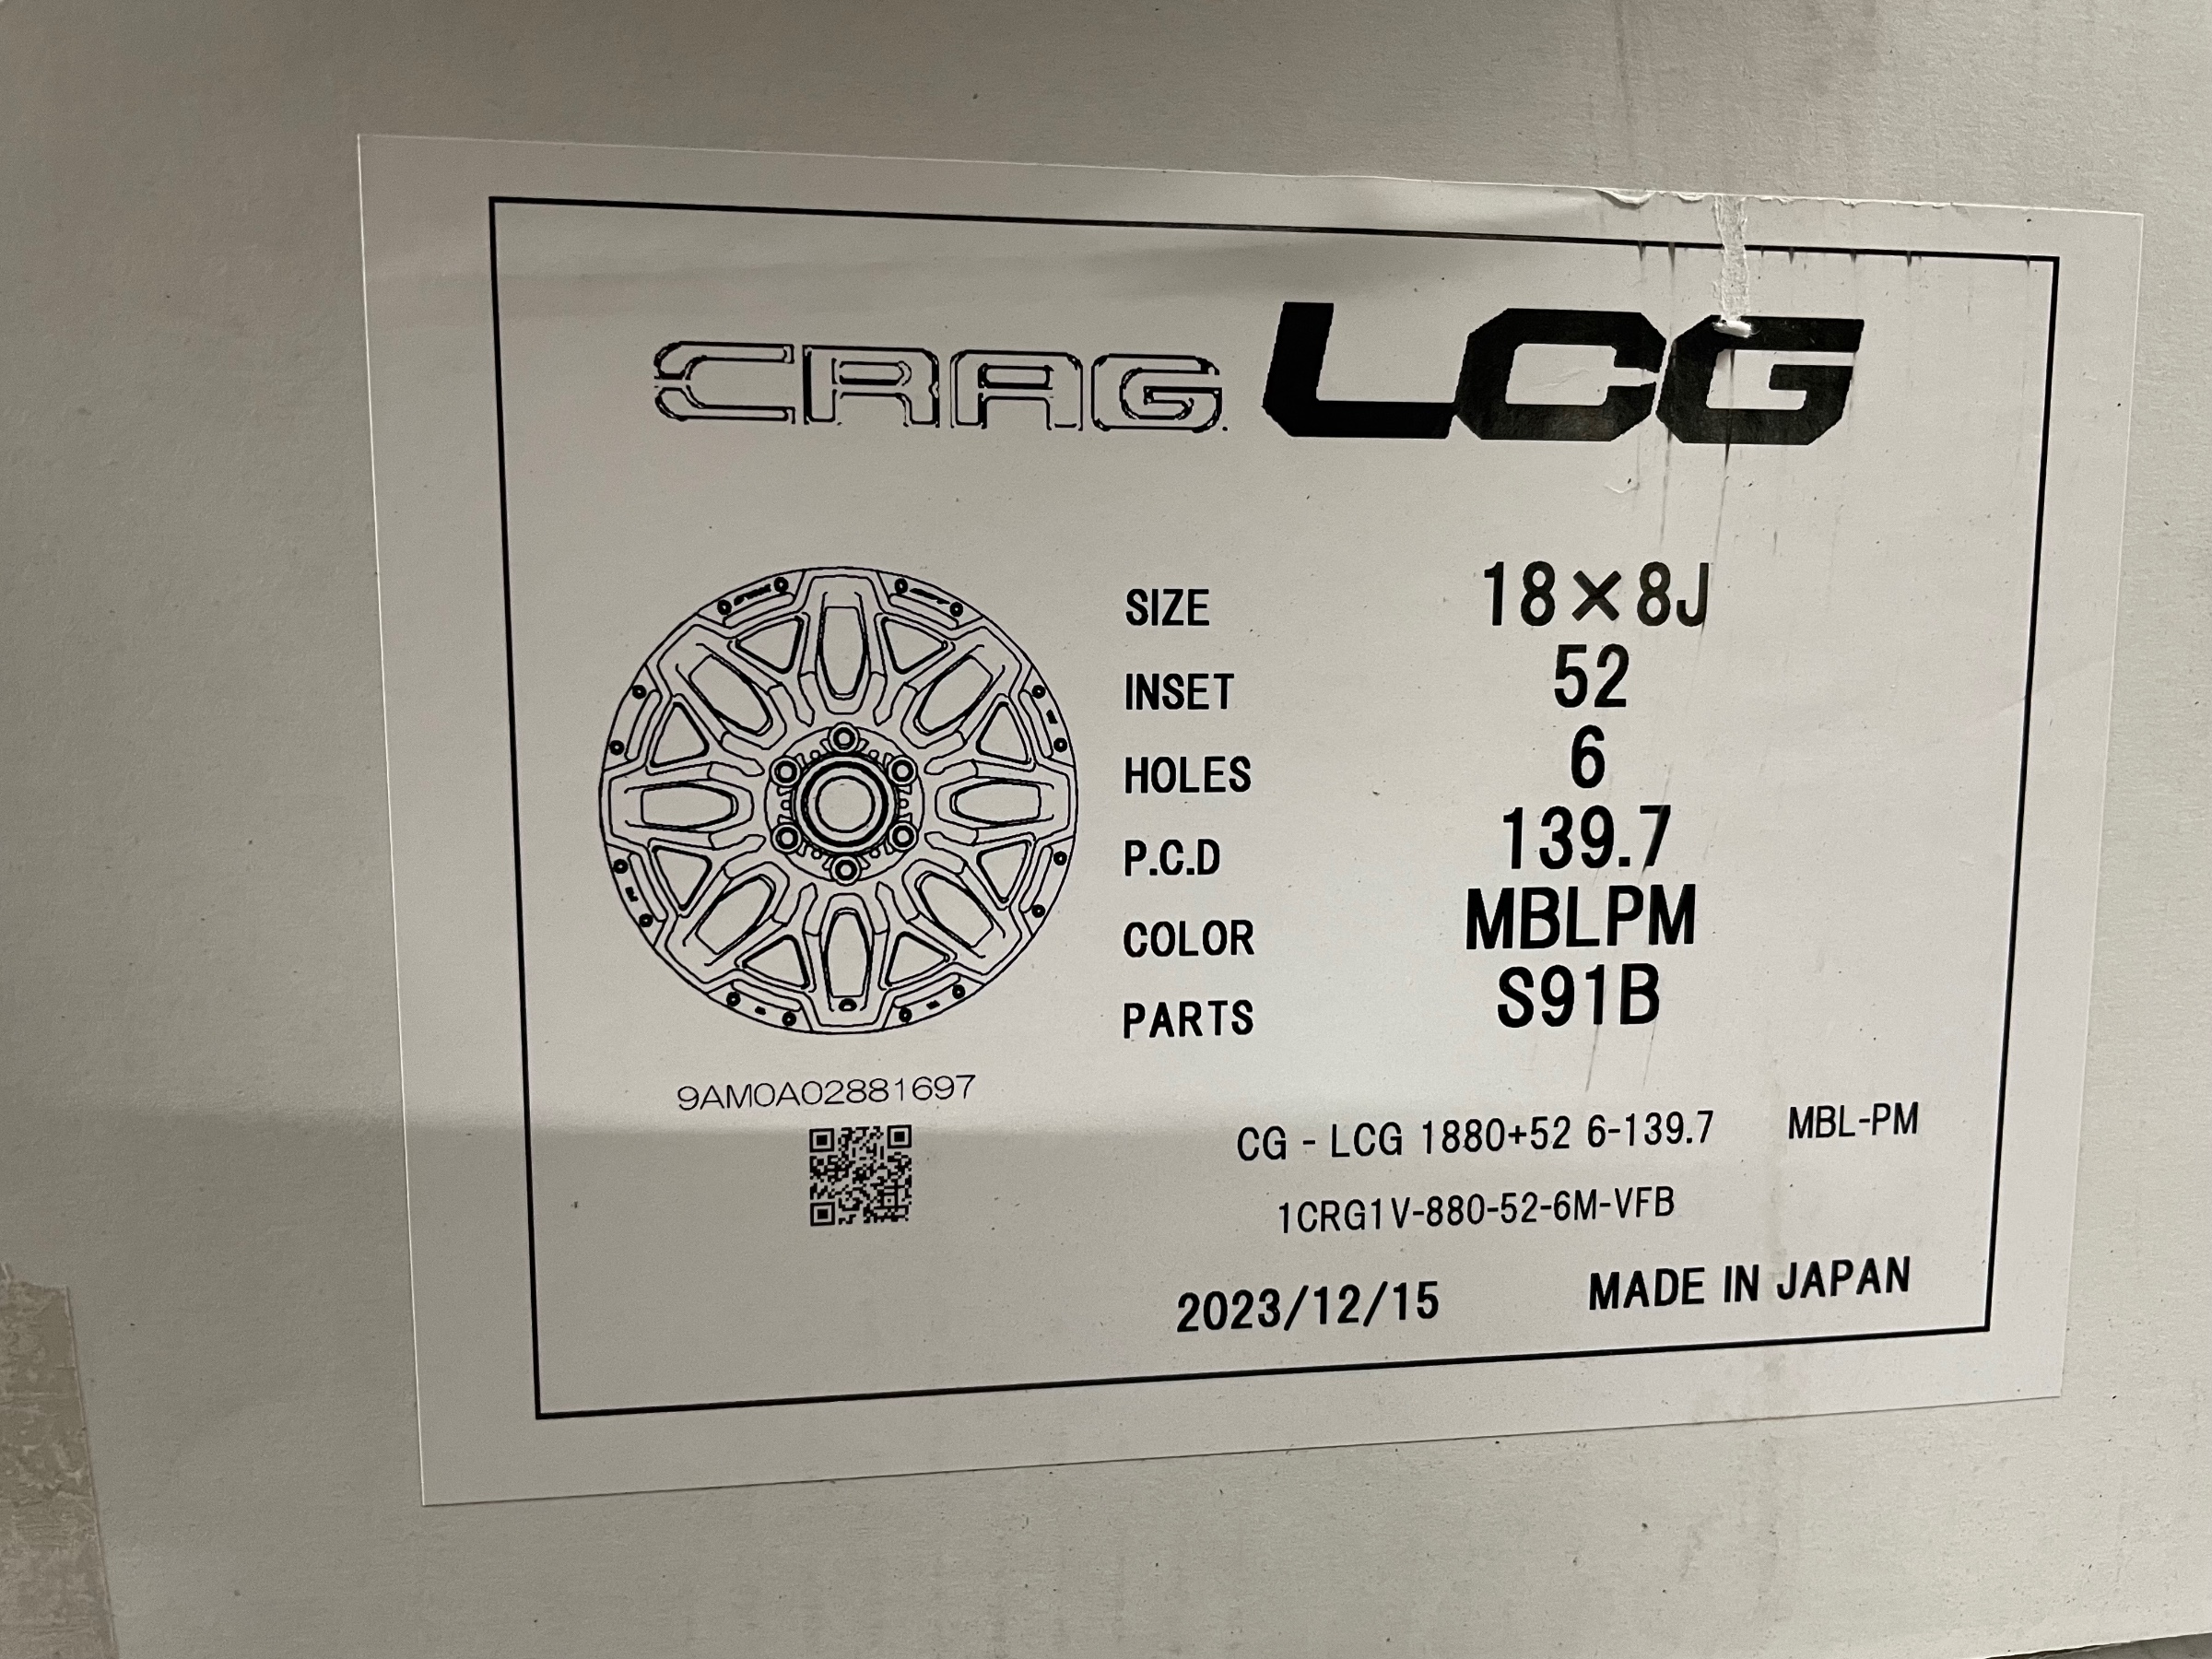 CRAG LCG
SIZE 18×8J
INSET 52
HOLES 6
P.C.D 139.7
COLOR MBLPM
PARTS S91B
9AM0A02881697
CG - LCG 1880+52 6-139.7 MBL-PM
1CRG1V-880-52-6M-VFB
2023/12/15 MADE IN JAPAN